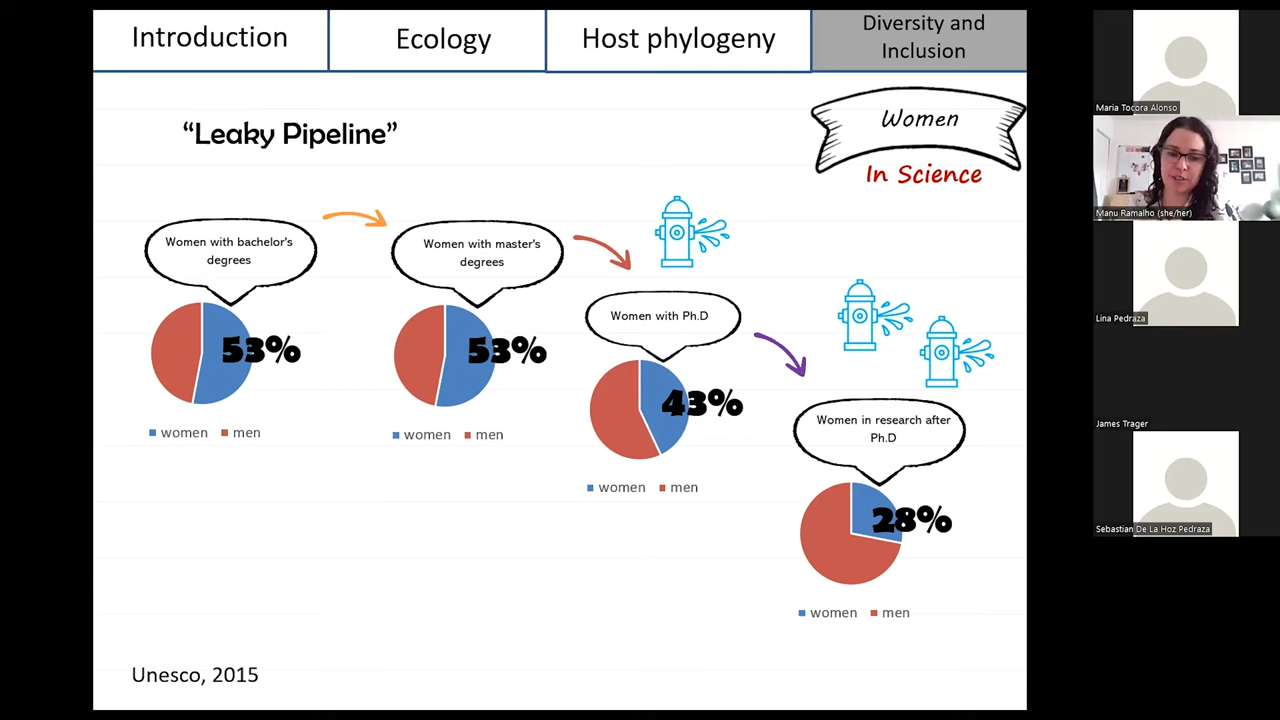 Introduction
Ecology
Host phylogeny
Diversity and
Inclusion
“Leaky Pipeline”
Women
In Science
Women with bachelor's
degrees
53%
women men
Women with master's
degrees
53%
women men
Women with Ph.D
43%
women men
Women in research after
Ph.D
28%
women men
Unesco, 2015
Maria Tocora Alonso
Manu Ramalho (she/her)
Lina Pedraza
James Trager
Sebastian De La Hoz Pedraza